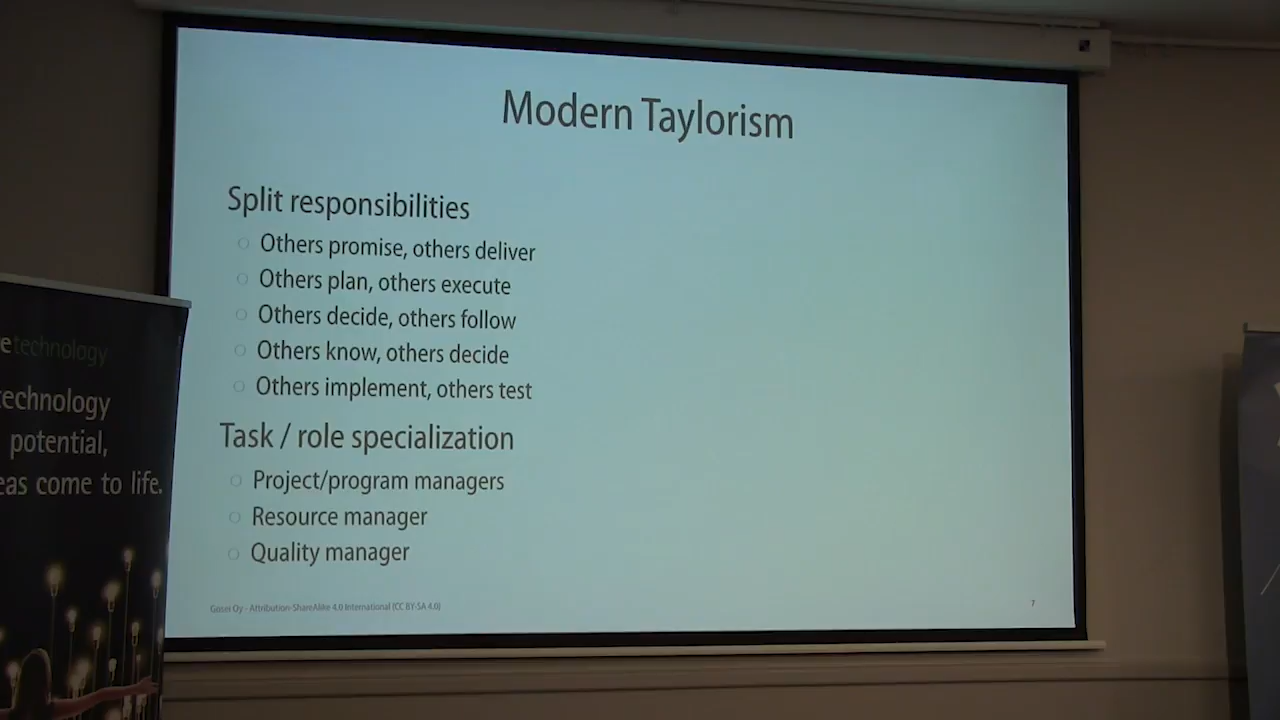 Modern Taylorism
Split responsibilities
Others promise, others deliver
Others plan, others execute
Others decide, others follow
Others know, others decide
Others implement, others test
Task / role specialization
Project/program managers
Resource manager
Quality manager
Gosei Oy - Attribution-ShareAlike 4.0 International (CC BY-SA 4.0)
7
technology
technology
potential,
come to life.